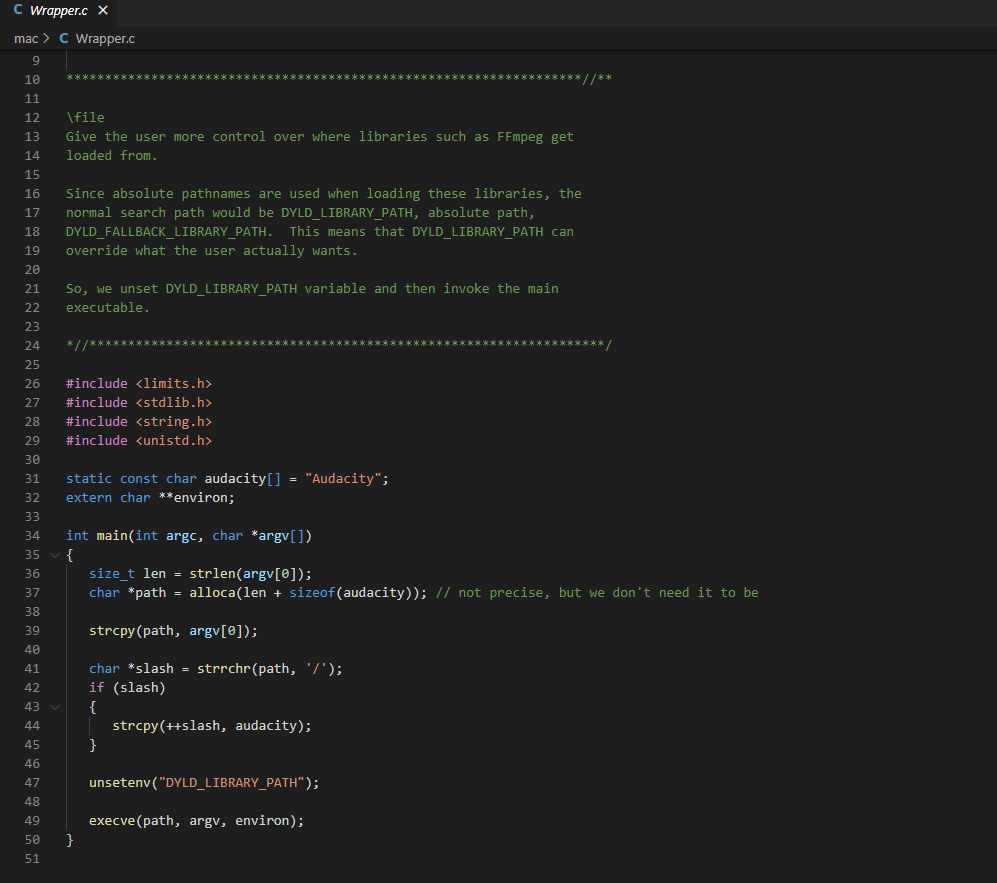 C Wrapper.c ×
mac > C Wrapper.c
9
10 *******************************************************************//**
11
12 \file
13 Give the user more control over where libraries such as FFmpeg get
14 loaded from.
15
16 Since absolute pathnames are used when loading these libraries, the
17 normal search path would be DYLD_LIBRARY_PATH, absolute path,
18 DYLD_FALLBACK_LIBRARY_PATH.  This means that DYLD_LIBRARY_PATH can
19 override what the user actually wants.
20
21 So, we unset DYLD_LIBRARY_PATH variable and then invoke the main
22 executable.
23
24 *//*******************************************************************/
25
26 #include <limits.h>
27 #include <stdlib.h>
28 #include <string.h>
29 #include <unistd.h>
30
31 static const char audacity[] = "Audacity";
32 extern char **environ;
33
34 int main(int argc, char *argv[])
35 {
36    size_t len = strlen(argv[0]);
37    char *path = alloca(len + sizeof(audacity)); // not precise, but we don't need it to be
38
39    strcpy(path, argv[0]);
40
41    char *slash = strrchr(path, '/');
42    if (slash)
43    {
44       strcpy(++slash, audacity);
45    }
46
47    unsetenv("DYLD_LIBRARY_PATH");
48
49    execve(path, argv, environ);
50 }
51